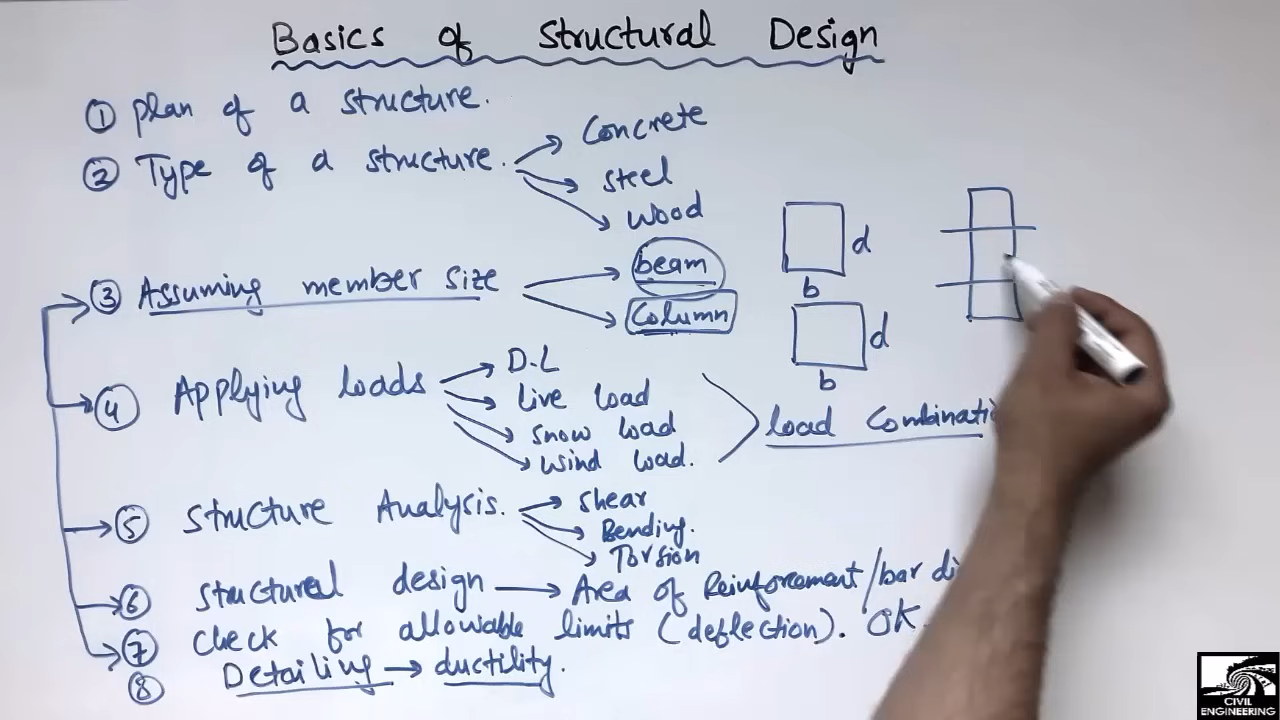 Basics of Structural Design
① Plan of a structure.
② Type of a structure.
Concrete
Steel
Wood
③ Assuming member size
beam
Column
d
b
d
b
④ Applying loads
D.L
Live load
Snow load
Wind load.
Load Combinati
⑤ Structure Analysis.
Shear
Bending.
Torsion
⑥ Structural design → Area of Reinforcement/bar di
⑦ Check for allowable limits (deflection). OK.
⑧ Detailing → ductility.
CIVIL
ENGINEERING